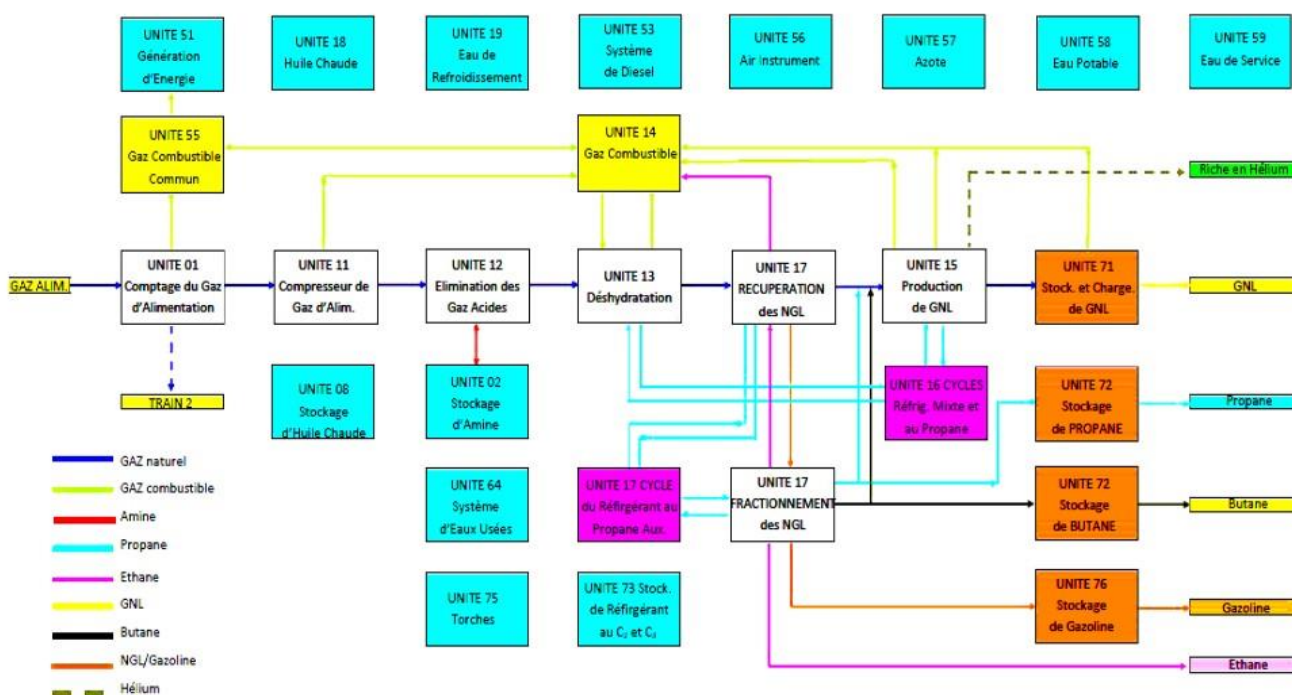 UNITE 51
Génération
d'Energie
UNITE 18
Huile Chaude
UNITE 19
Eau de
Refroidissement
UNITE 53
Système
de Diesel
UNITE 56
Air Instrument
UNITE 57
Azote
UNITE 58
Eau Potable
UNITE 59
Eau de Service
UNITE 55
Gaz Combustible
Commun
UNITE 14
Gaz Combustible
Riche en Hélium
GAZ ALIM.
UNITE 01
Comptage du Gaz
d'Alimentation
UNITE 11
Compresseur de
Gaz d'Alim.
UNITE 12
Elimination des
Gaz Acides
UNITE 13
Déshydratation
UNITE 17
RECUPERATION
des NGL
UNITE 15
Production
de GNL
UNITE 71
Stock. et Charge.
de GNL
GNL
TRAIN 2
UNITE 08
Stockage
d'Huile Chaude
UNITE 02
Stockage
d'Amine
UNITE 16 CYCLES
Réfrig. Mixte et
au Propane
UNITE 72
Stockage
de PROPANE
Propane
UNITE 64
Système
d'Eaux Usées
UNITE 17 CYCLE
du Réfirgérant au
Propane Aux.
UNITE 17
FRACTIONNEMENT
des NGL
UNITE 72
Stockage
de BUTANE
Butane
UNITE 75
Torches
UNITE 73 Stock.
de Réfirgérant
au C₂ et C₃
UNITE 76
Stockage
de Gazoline
Gazoline
Ethane
GAZ naturel
GAZ combustible
Amine
Propane
Ethane
GNL
Butane
NGL/Gazoline
Hélium